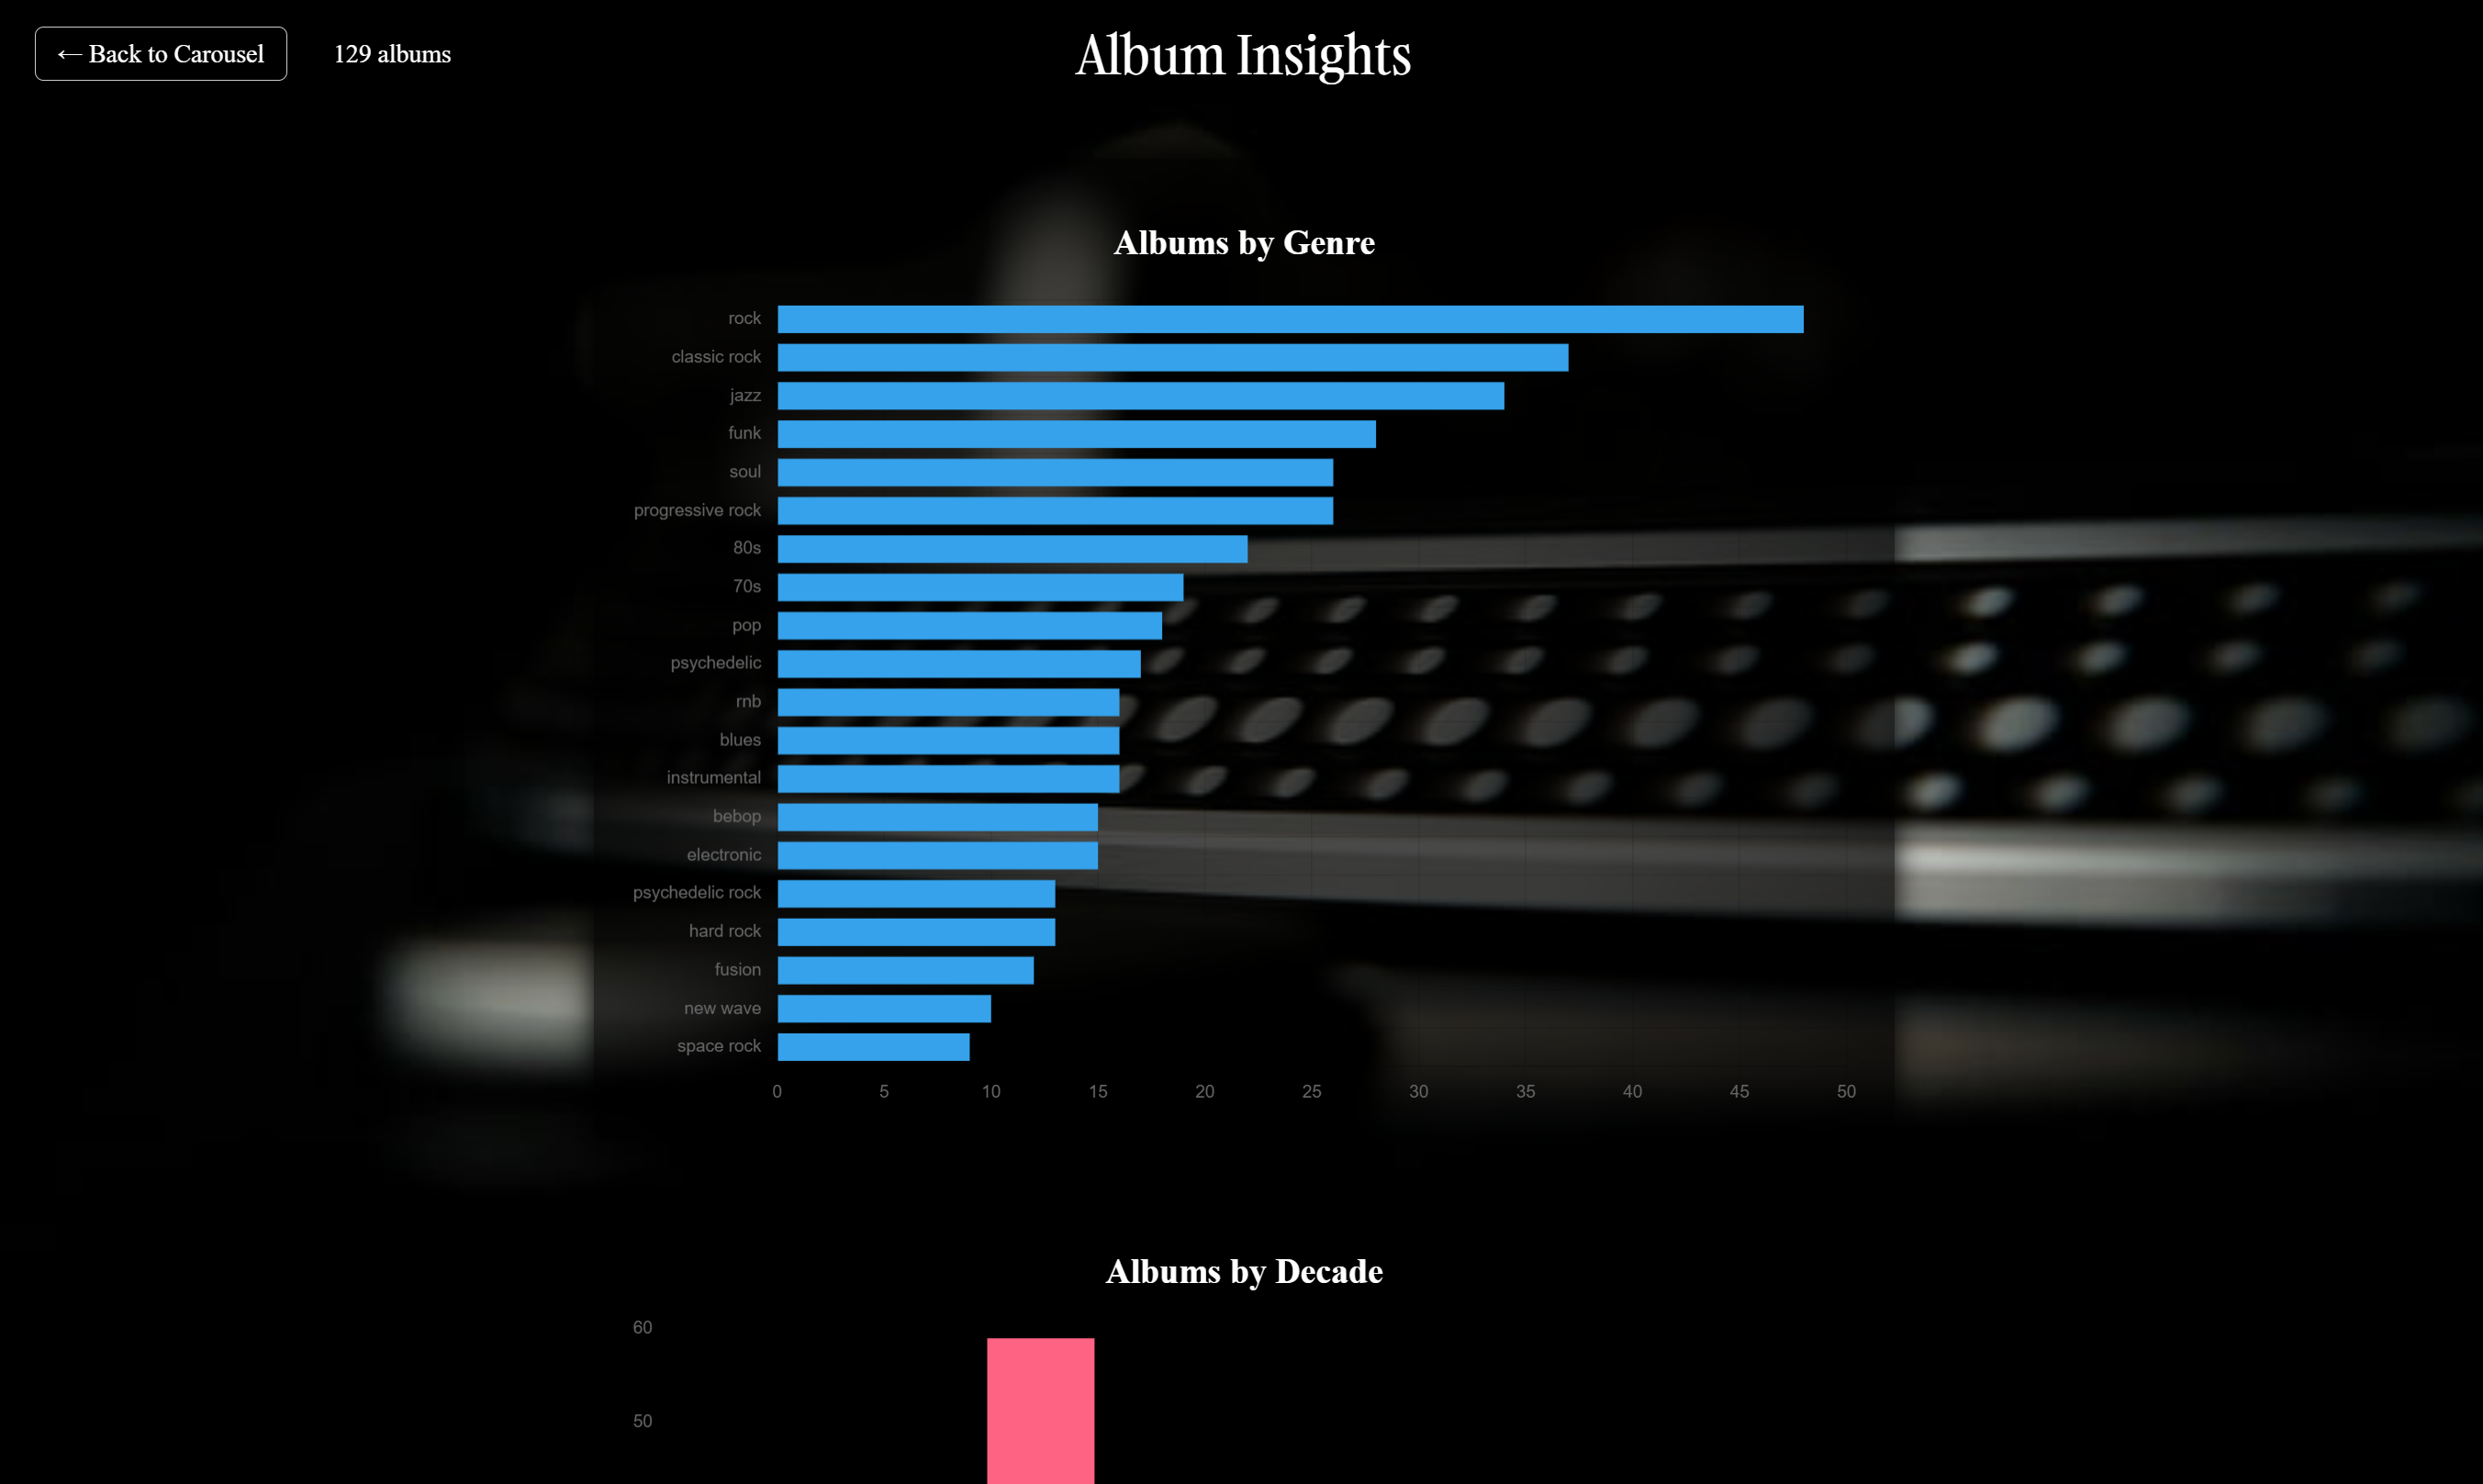 ← Back to Carousel
129 albums
Album Insights
Albums by Genre
rock
classic rock
jazz
funk
soul
progressive rock
80s
70s
pop
psychedelic
rnb
blues
instrumental
bebop
electronic
psychedelic rock
hard rock
fusion
new wave
space rock
0 5 10 15 20 25 30 35 40 45 50
Albums by Decade
60
50